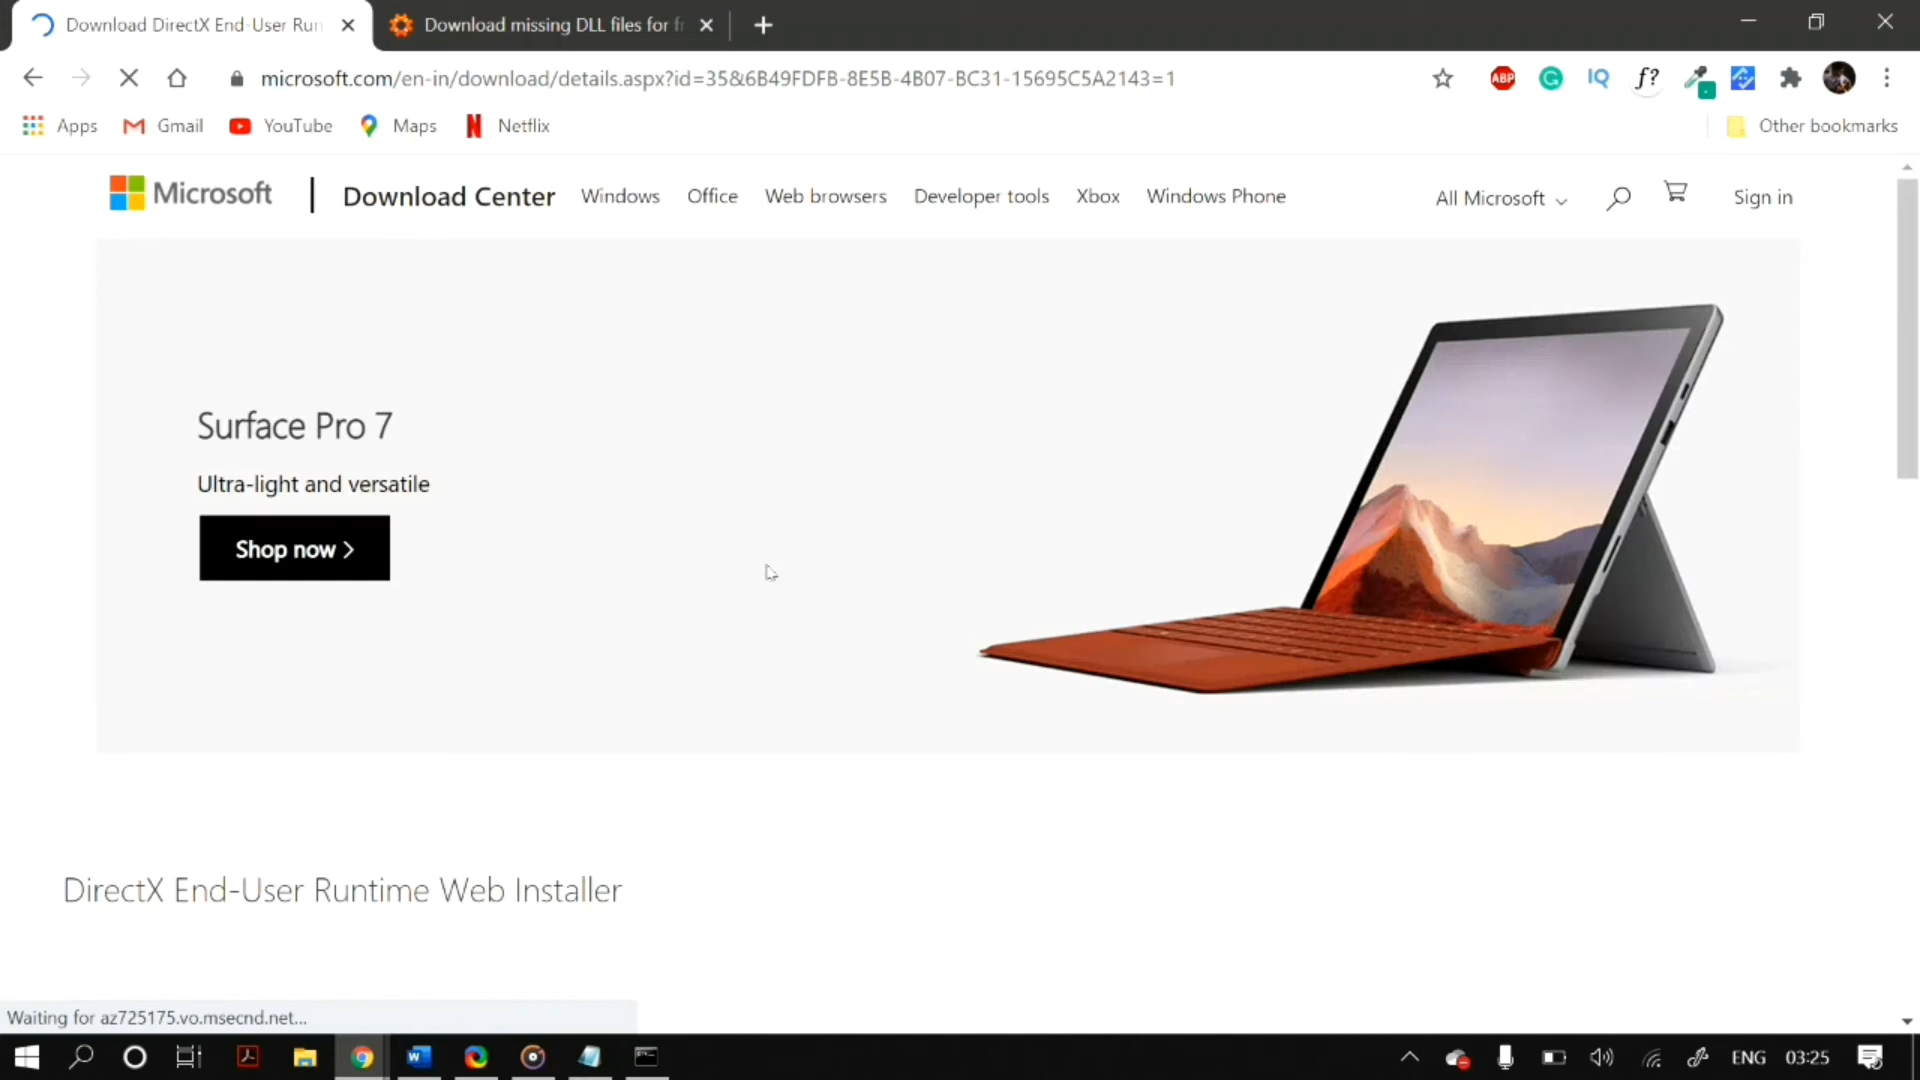 Download DirectX End-User Run
Download missing DLL files for fr
microsoft.com/en-in/download/details.aspx?id=35&6B49FDFB-8E5B-4B07-BC31-15695C5A2143=1
ABP
IQ
f?
Apps
Gmail
YouTube
Maps
Netflix
Other bookmarks
Microsoft
Download Center
Windows
Office
Web browsers
Developer tools
Xbox
Windows Phone
All Microsoft
Sign in
Surface Pro 7
Ultra-light and versatile
Shop now >
DirectX End-User Runtime Web Installer
Waiting for az725175.vo.msecnd.net...
ENG
03:25